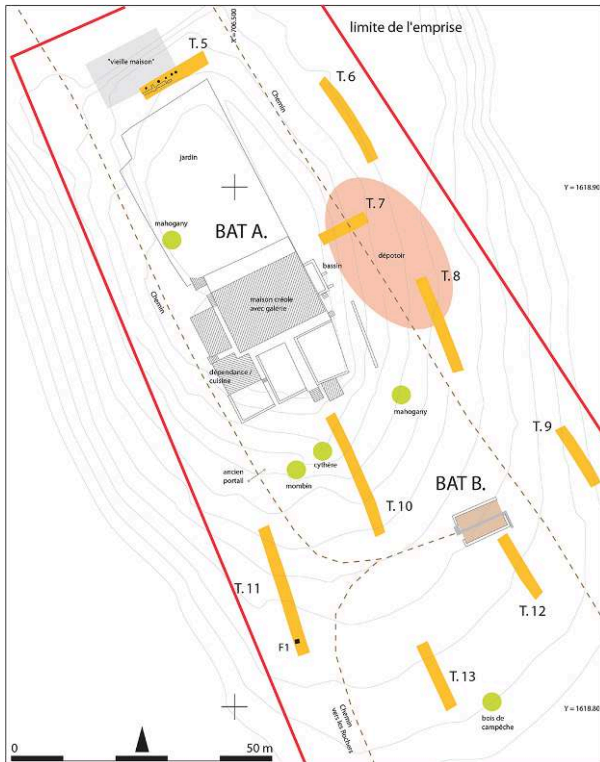 X =706.500
limite de l'emprise
T. 5
"vieille maison"
T. 6
Chemin
jardin
Y = 1618.90
T. 7
mahogany
BAT A.
dépotoir
bassin
T. 8
Chemin
maison créole
avec galérie
dépendance /
cuisine
mahogany
T. 9
cythère
ancien
portail
mombin
BAT B.
T. 10
T. 11
T. 12
F1
T. 13
Chemin
vers les Rochers
bois de
campêche
Y = 1618.80
0
50 m